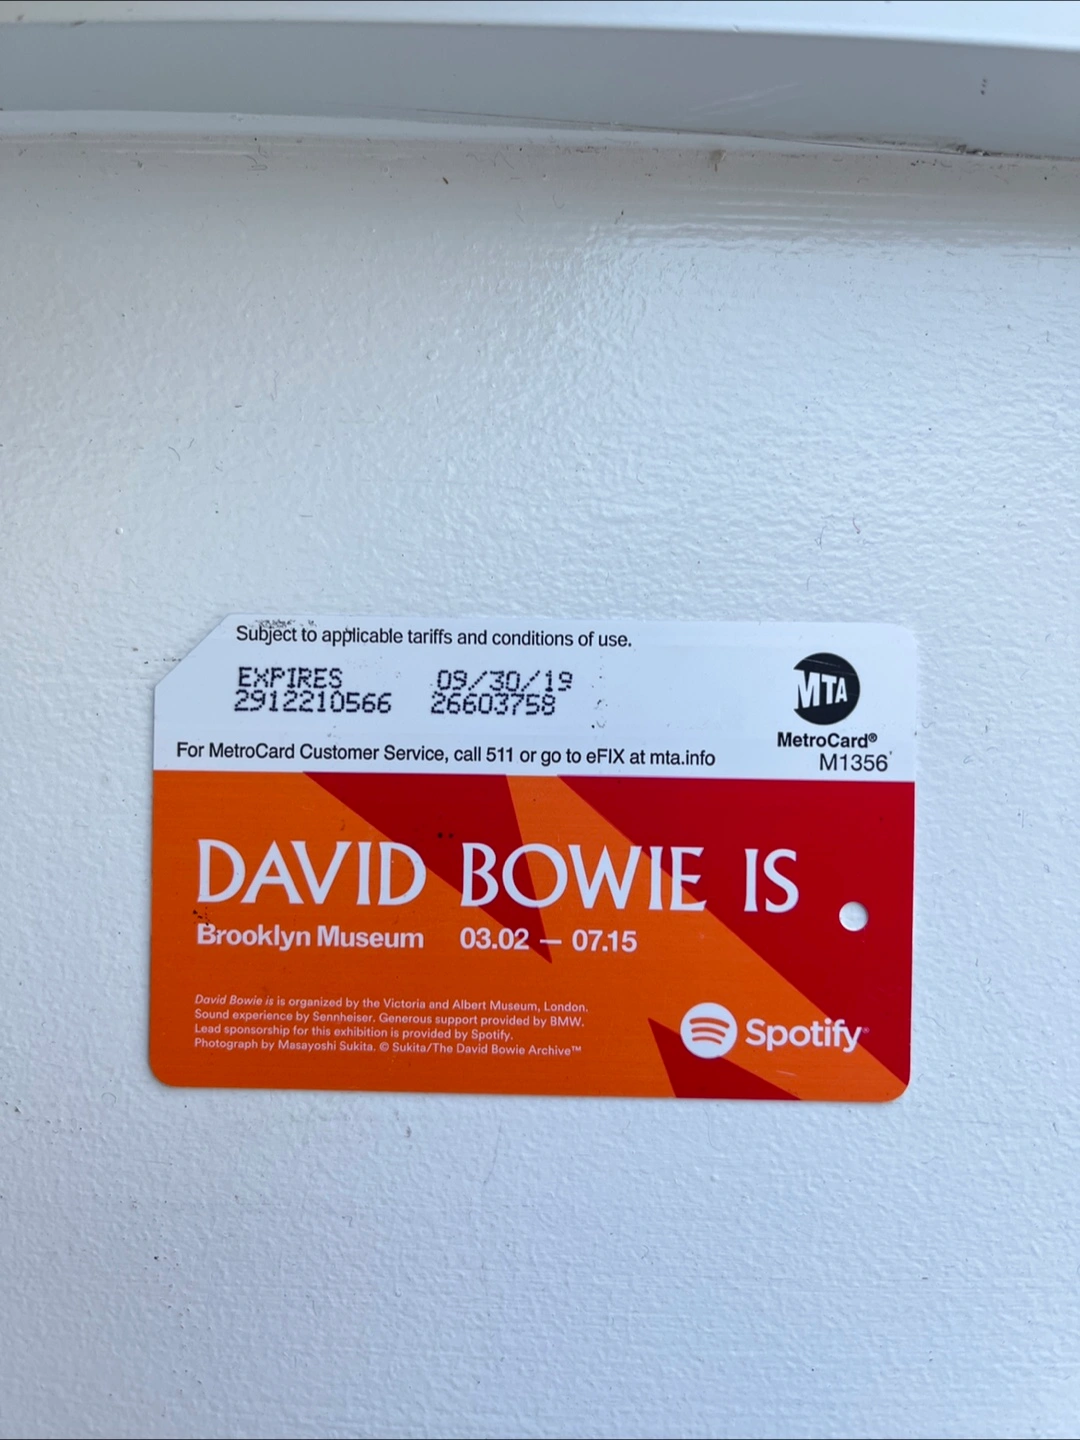 Subject to applicable tariffs and conditions of use.
EXPIRES 09/30/19
2912210566 26603758
MTA
MetroCard®
For MetroCard Customer Service, call 511 or go to eFIX at mta.info
M1356
DAVID BOWIE IS
Brooklyn Museum 03.02 — 07.15
David Bowie is is organized by the Victoria and Albert Museum, London.
Sound experience by Sennheiser. Generous support provided by BMW.
Lead sponsorship for this exhibition is provided by Spotify.
Photograph by Masayoshi Sukita. © Sukita/The David Bowie Archive™
Spotify®